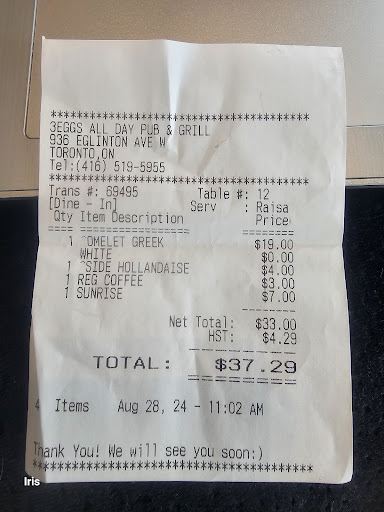 ****************************************
3EGGS ALL DAY PUB & GRILL
936 EGLINTON AVE W
TORONTO,ON
Tel:(416) 519-5955
****************************************
Trans #: 69495 Table #: 12
[Dine - In] Serv : Raisa
Qty Item Description Price
1 OMELET GREEK $19.00
WHITE $0.00
1 SIDE HOLLANDAISE $4.00
1 REG COFFEE $3.00
1 SUNRISE $7.00
Net Total: $33.00
HST: $4.29
TOTAL: $37.29
4 Items Aug 28, 24 - 11:02 AM
Thank You! We will see you soon:)
****************************************
Iris